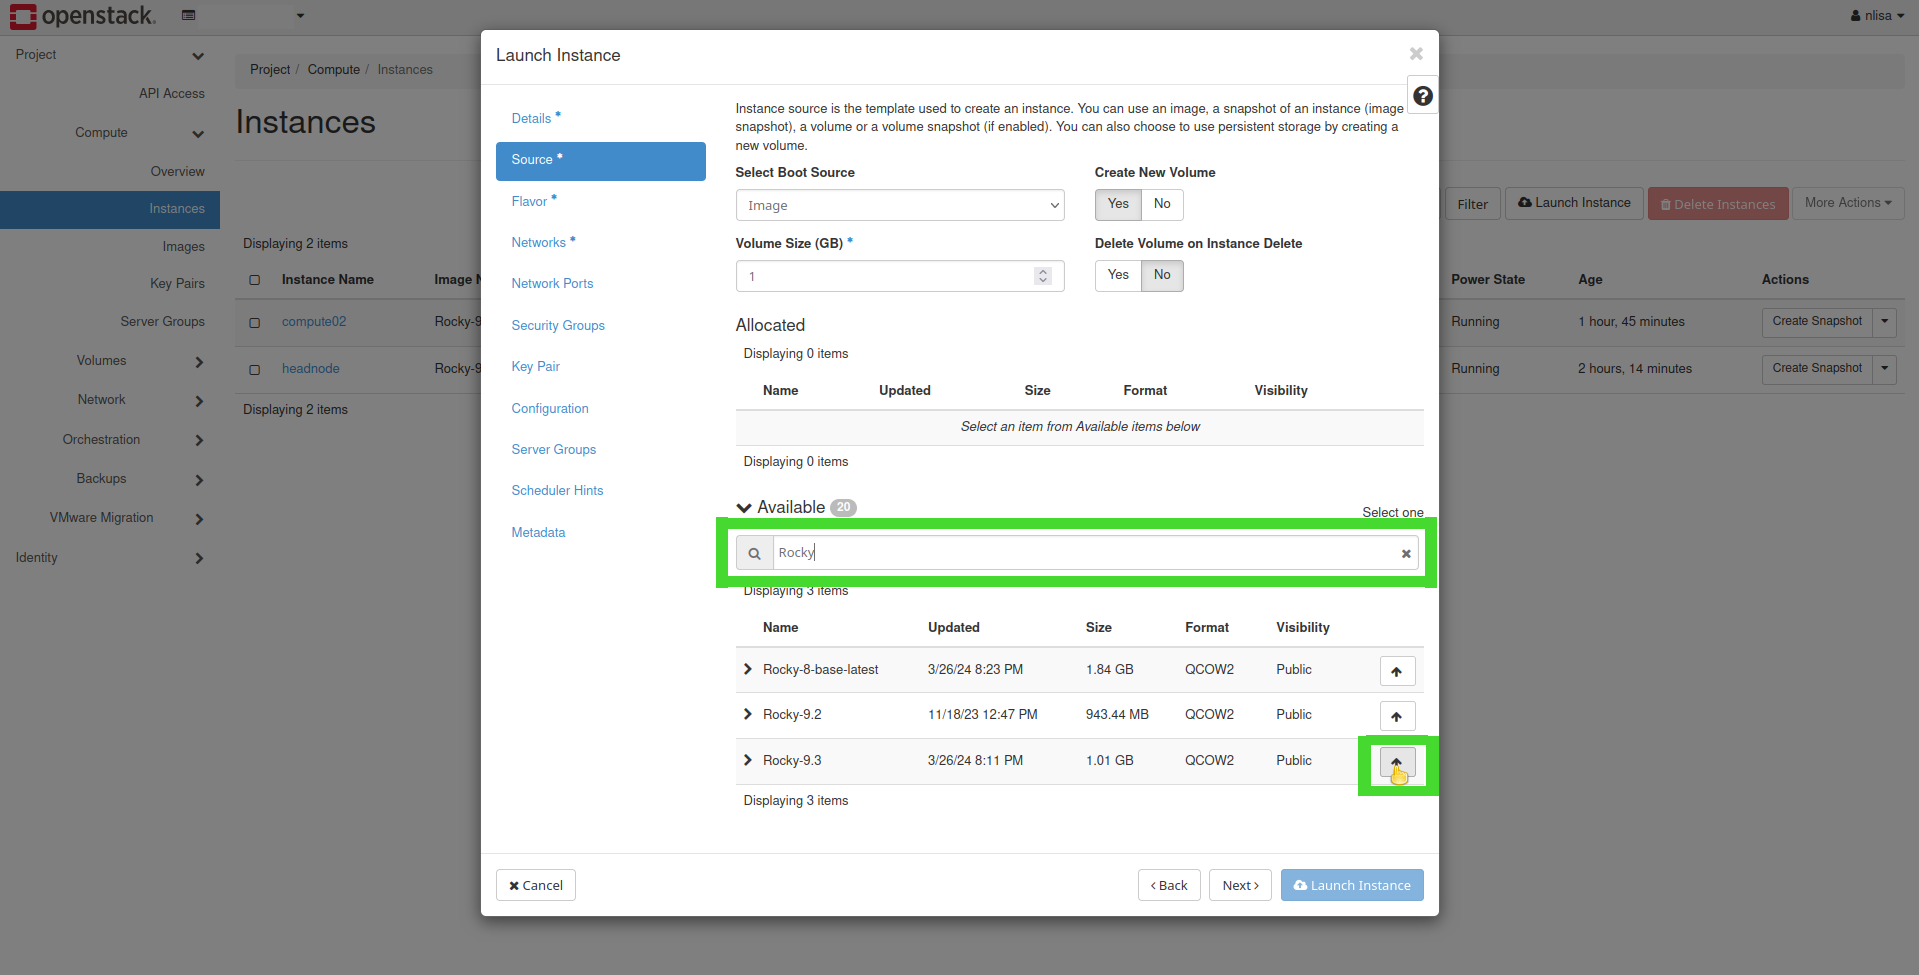 openstack.
nlisa
Project
API Access
Compute
Overview
Instances
Images
Key Pairs
Server Groups
Volumes
Network
Orchestration
Backups
VMware Migration
Identity
Project / Compute / Instances
Instances
Filter
Launch Instance
Delete Instances
More Actions
Displaying 2 items
Instance Name Image N Power State Age Actions
compute02 Rocky-9 Running 1 hour, 45 minutes Create Snapshot
headnode Rocky-9 Running 2 hours, 14 minutes Create Snapshot
Displaying 2 items
Launch Instance
Details *
Source *
Flavor *
Networks *
Network Ports
Security Groups
Key Pair
Configuration
Server Groups
Scheduler Hints
Metadata
Instance source is the template used to create an instance. You can use an image, a snapshot of an instance (image
snapshot), a volume or a volume snapshot (if enabled). You can also choose to use persistent storage by creating a
new volume.
Select Boot Source
Image
Create New Volume
Yes No
Volume Size (GB) *
1
Delete Volume on Instance Delete
Yes No
Allocated
Displaying 0 items
Name Updated Size Format Visibility
Select an item from Available items below
Displaying 0 items
Available 20
Select one
Rocky
Displaying 3 items
Name Updated Size Format Visibility
Rocky-8-base-latest 3/26/24 8:23 PM 1.84 GB QCOW2 Public
Rocky-9.2 11/18/23 12:47 PM 943.44 MB QCOW2 Public
Rocky-9.3 3/26/24 8:11 PM 1.01 GB QCOW2 Public
Displaying 3 items
Cancel
Back
Next
Launch Instance